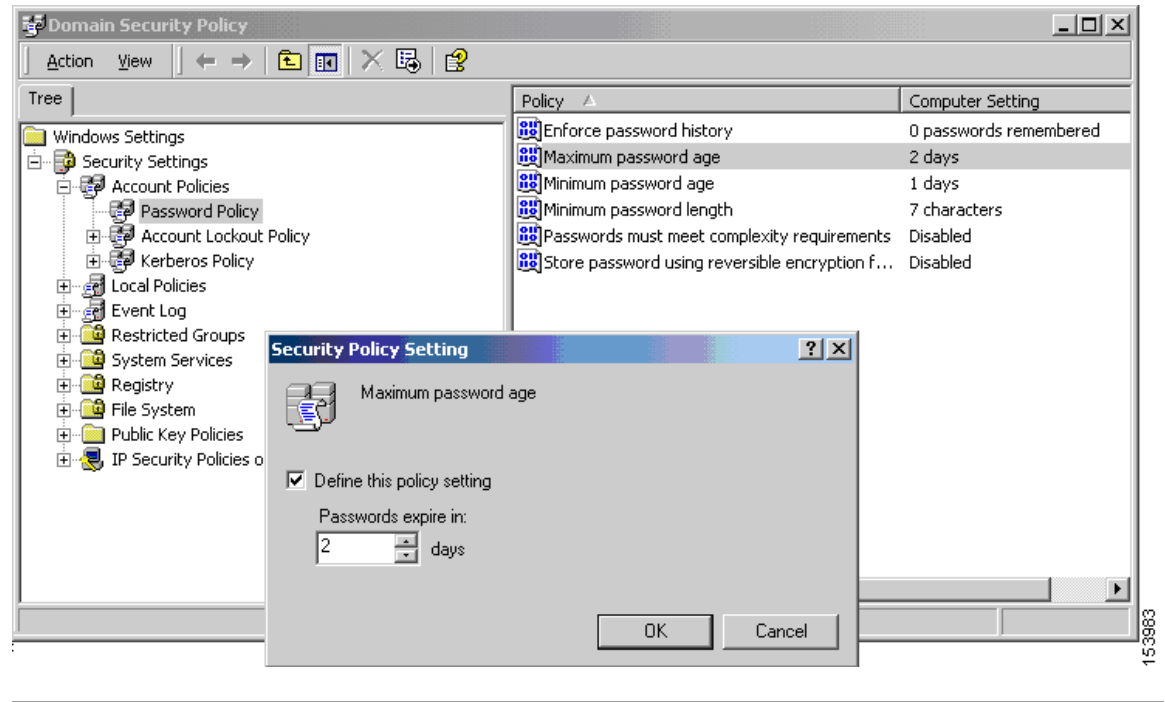 Domain Security Policy
Action View
Tree
Policy Computer Setting
Windows Settings
Security Settings
Account Policies
Password Policy
Account Lockout Policy
Kerberos Policy
Local Policies
Event Log
Restricted Groups
System Services
Registry
File System
Public Key Policies
IP Security Policies o
Enforce password history 0 passwords remembered
Maximum password age 2 days
Minimum password age 1 days
Minimum password length 7 characters
Passwords must meet complexity requirements Disabled
Store password using reversible encryption f... Disabled
Security Policy Setting
Maximum password age
Define this policy setting
Passwords expire in:
2 days
OK Cancel
153983